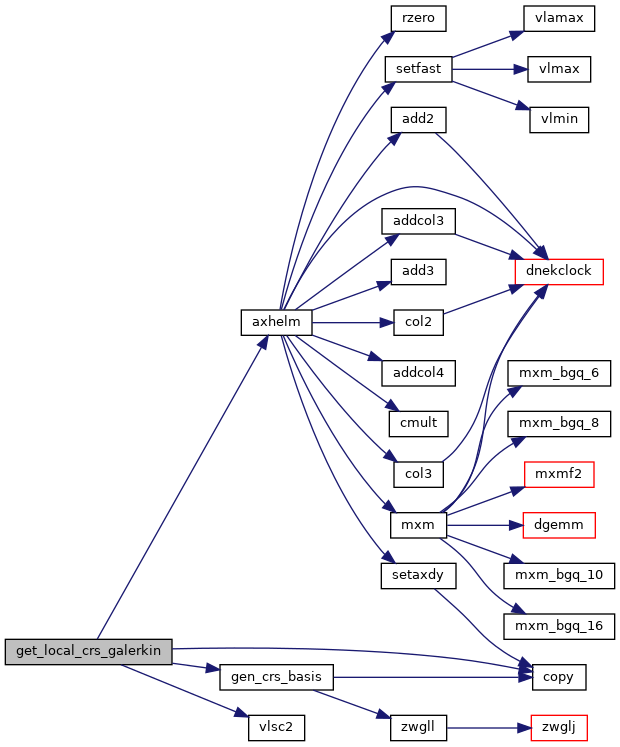 rzero
vlamax
setfast
vlmax
add2
vlmin
addcol3
add3
dnekclock
axhelm
col2
addcol4
mxm_bgq_6
cmult
mxm_bgq_8
col3
mxmf2
mxm
dgemm
setaxdy
mxm_bgq_10
mxm_bgq_16
get_local_crs_galerkin
gen_crs_basis
copy
vlsc2
zwgll
zwglj